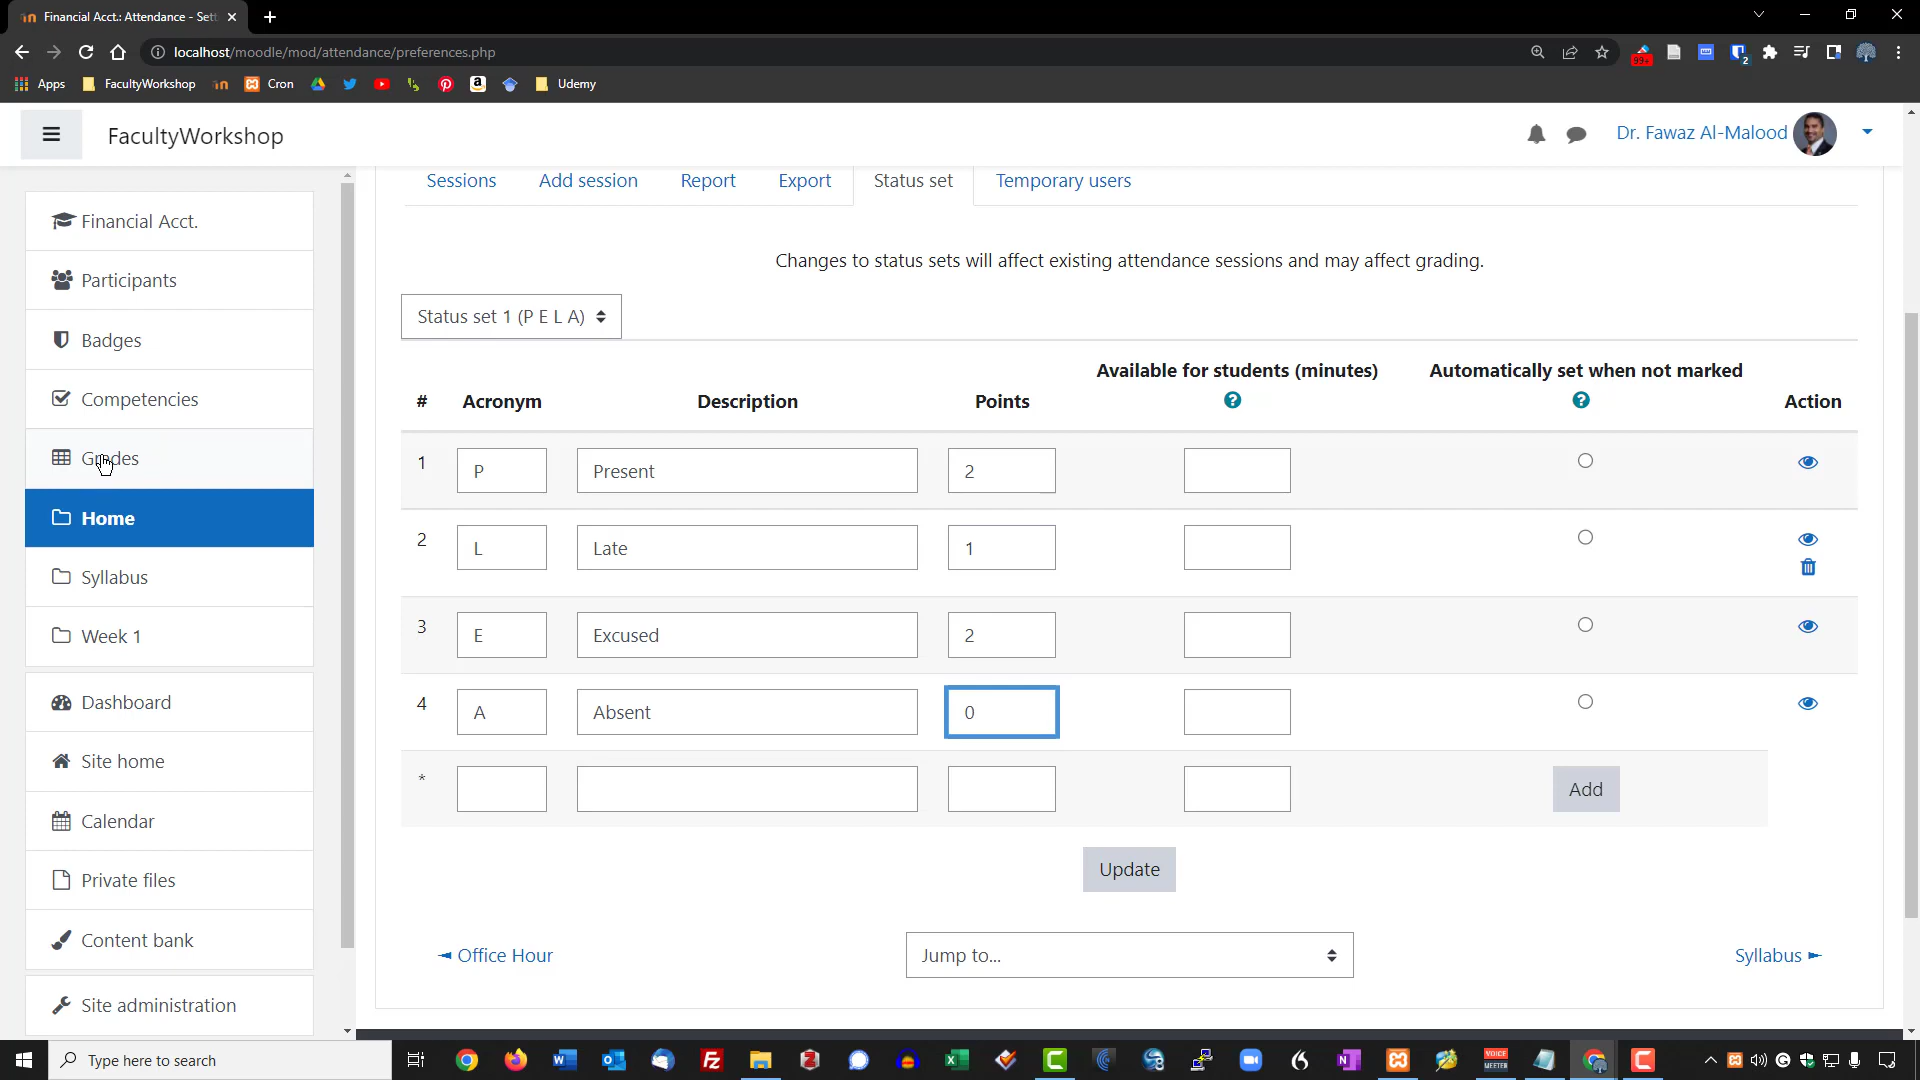 Financial Acct.: Attendance - Sett
localhost/moodle/mod/attendance/preferences.php
99+
2
Apps
FacultyWorkshop
Cron
Udemy
FacultyWorkshop
Dr. Fawaz Al-Malood
Financial Acct.
Participants
Badges
Competencies
Grades
Home
Syllabus
Week 1
Dashboard
Site home
Calendar
Private files
Content bank
Site administration
Sessions
Add session
Report
Export
Status set
Temporary users
Changes to status sets will affect existing attendance sessions and may affect grading.
Status set 1 (P E L A)
# Acronym Description Points Available for students (minutes) Automatically set when not marked Action
1 P Present 2
2 L Late 1
3 E Excused 2
4 A Absent 0
* Add
Update
◄ Office Hour
Jump to...
Syllabus ►
Type here to search
VOICE
MEETER